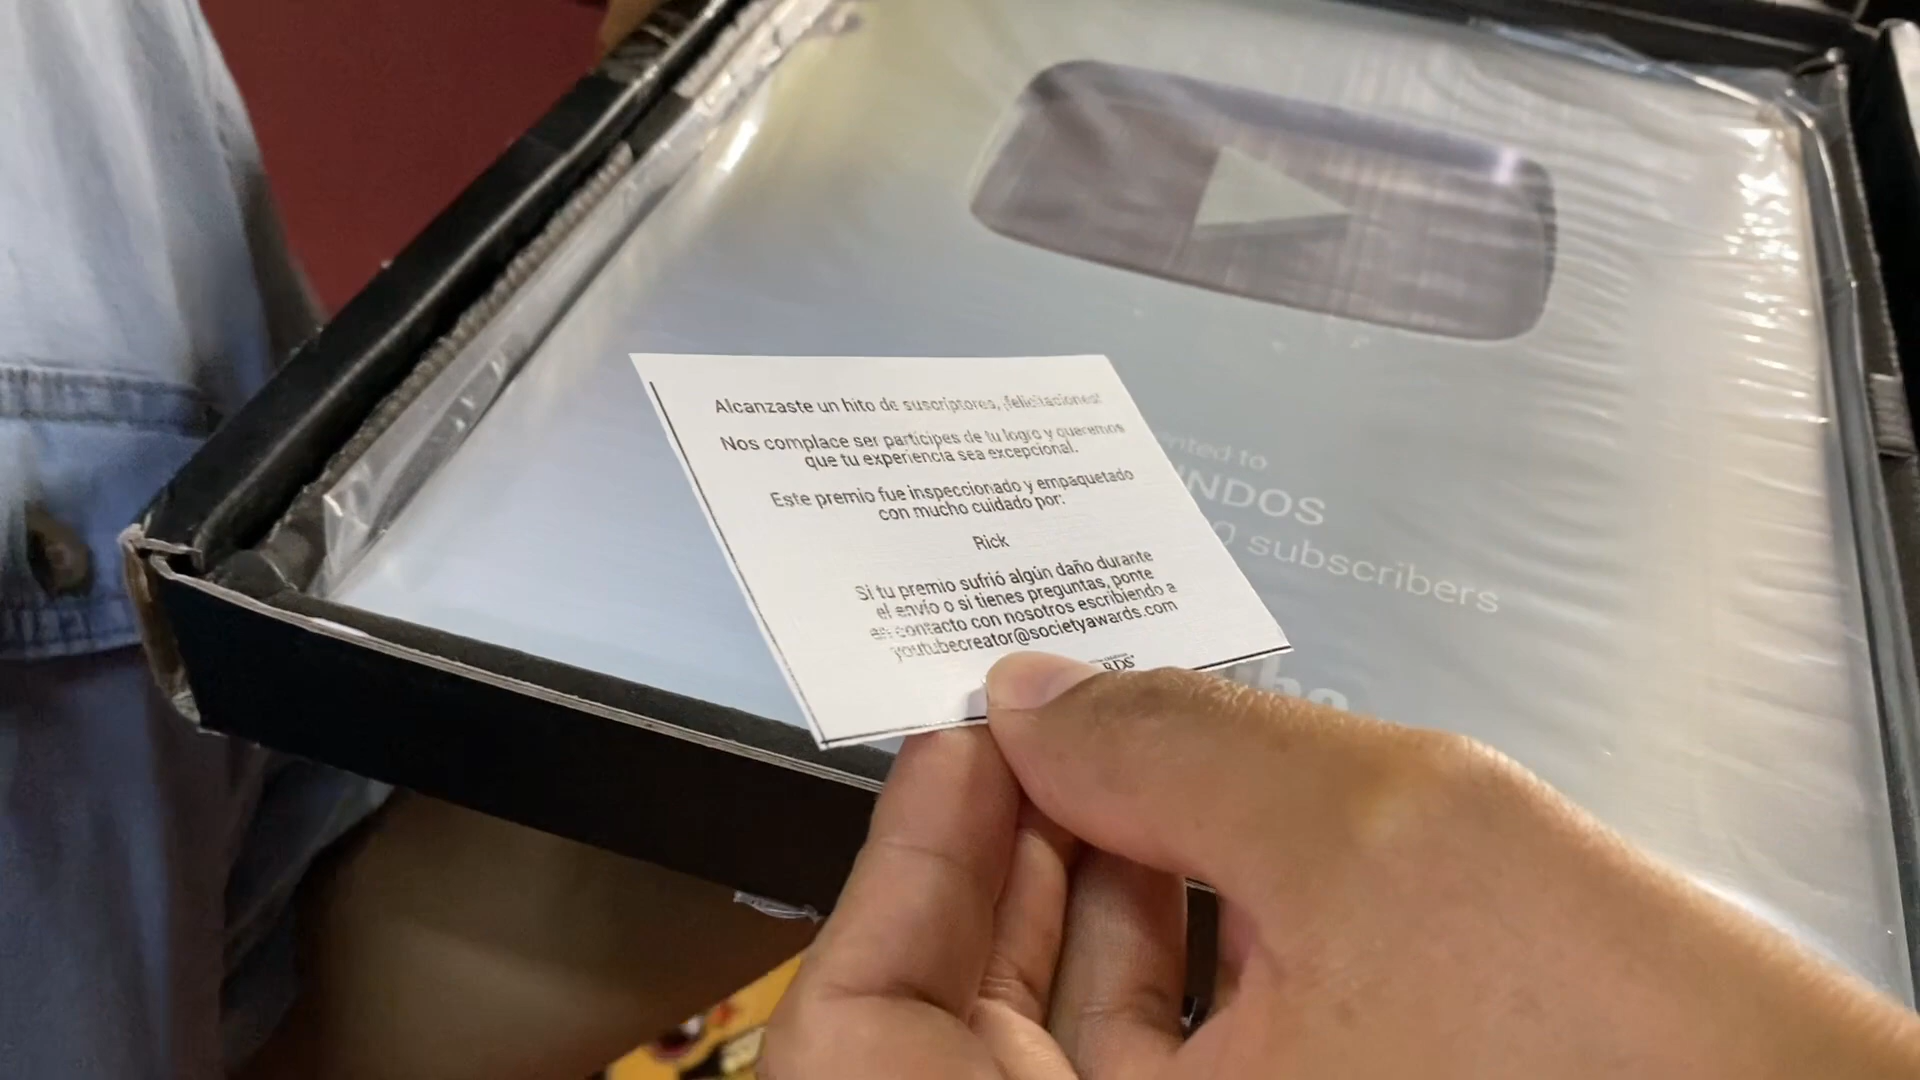 Alcanzaste un hito de suscriptores, ¡felicitaciones!
Nos complace ser partícipes de tu logro y queremos
que tu experiencia sea excepcional.
Este premio fue inspeccionado y empaquetado
con mucho cuidado por:
Rick
Si tu premio sufrió algún daño durante
el envío o si tienes preguntas, ponte
en contacto con nosotros escribiendo a
youtubecreator@societyawards.com
subscribers